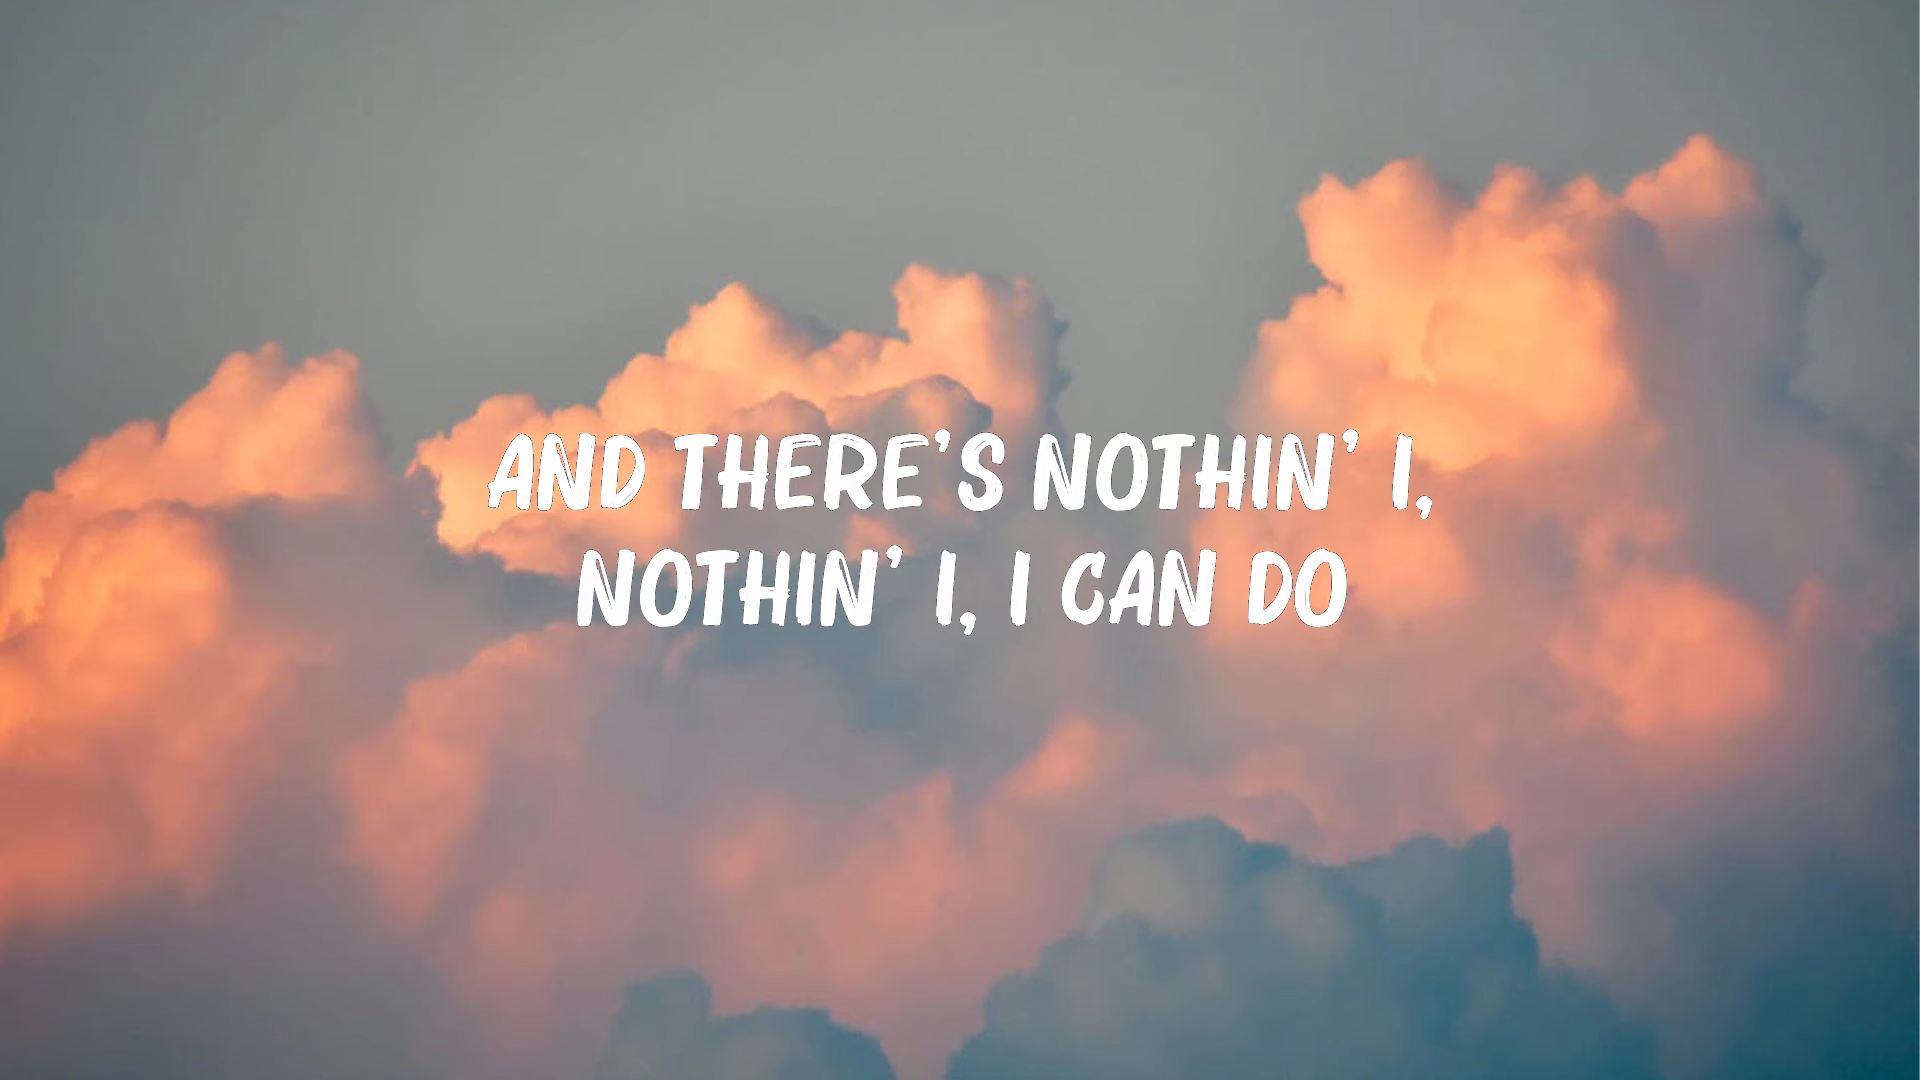 AND THERE'S NOTHIN' I,
NOTHIN' I, I CAN DO